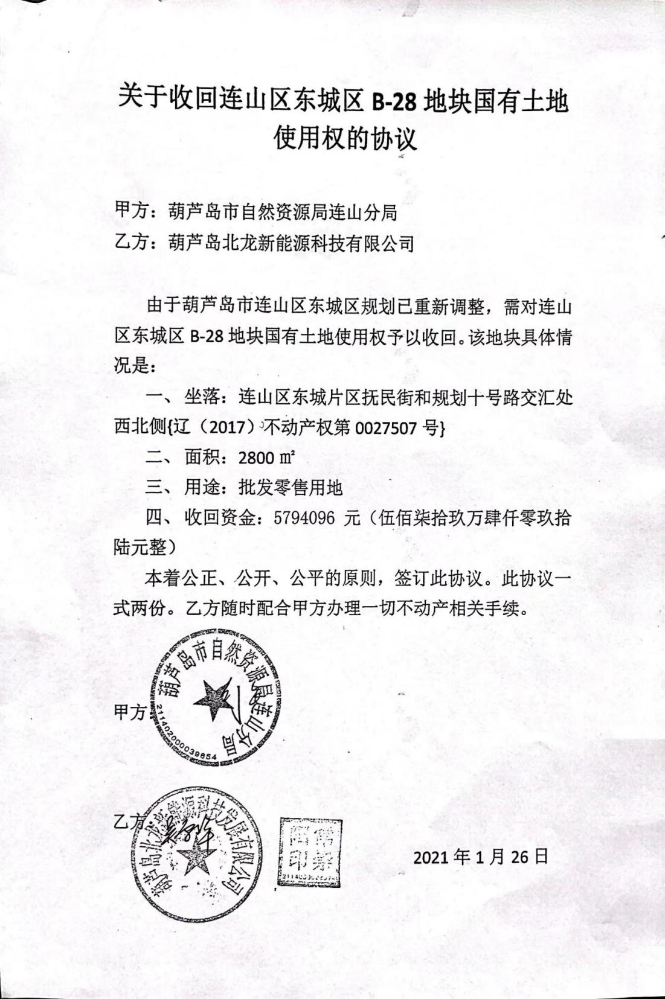 关于收回连山区东城区 B-28 地块国有土地
使用权的协议
甲方：葫芦岛市自然资源局连山分局
乙方：葫芦岛北龙新能源科技有限公司
由于葫芦岛市连山区东城区规划已重新调整，需对连山
区东城区 B-28 地块国有土地使用权予以收回。该地块具体情
况是：
一、 坐落：连山区东城片区抚民街和规划十号路交汇处
西北侧{辽（2017）不动产权第 0027507 号}
二、 面积：2800 ㎡
三、 用途：批发零售用地
四、 收回资金：5794096 元（伍佰柒拾玖万肆仟零玖拾
陆元整）
本着公正、公开、公平的原则，签订此协议。此协议一
式两份。乙方随时配合甲方办理一切不动产相关手续。
葫芦岛市自然资源局连山分局
甲方：
211402000039654
葫芦岛北龙新能源科技发展有限公司
乙方
印
2021 年 1 月 26 日